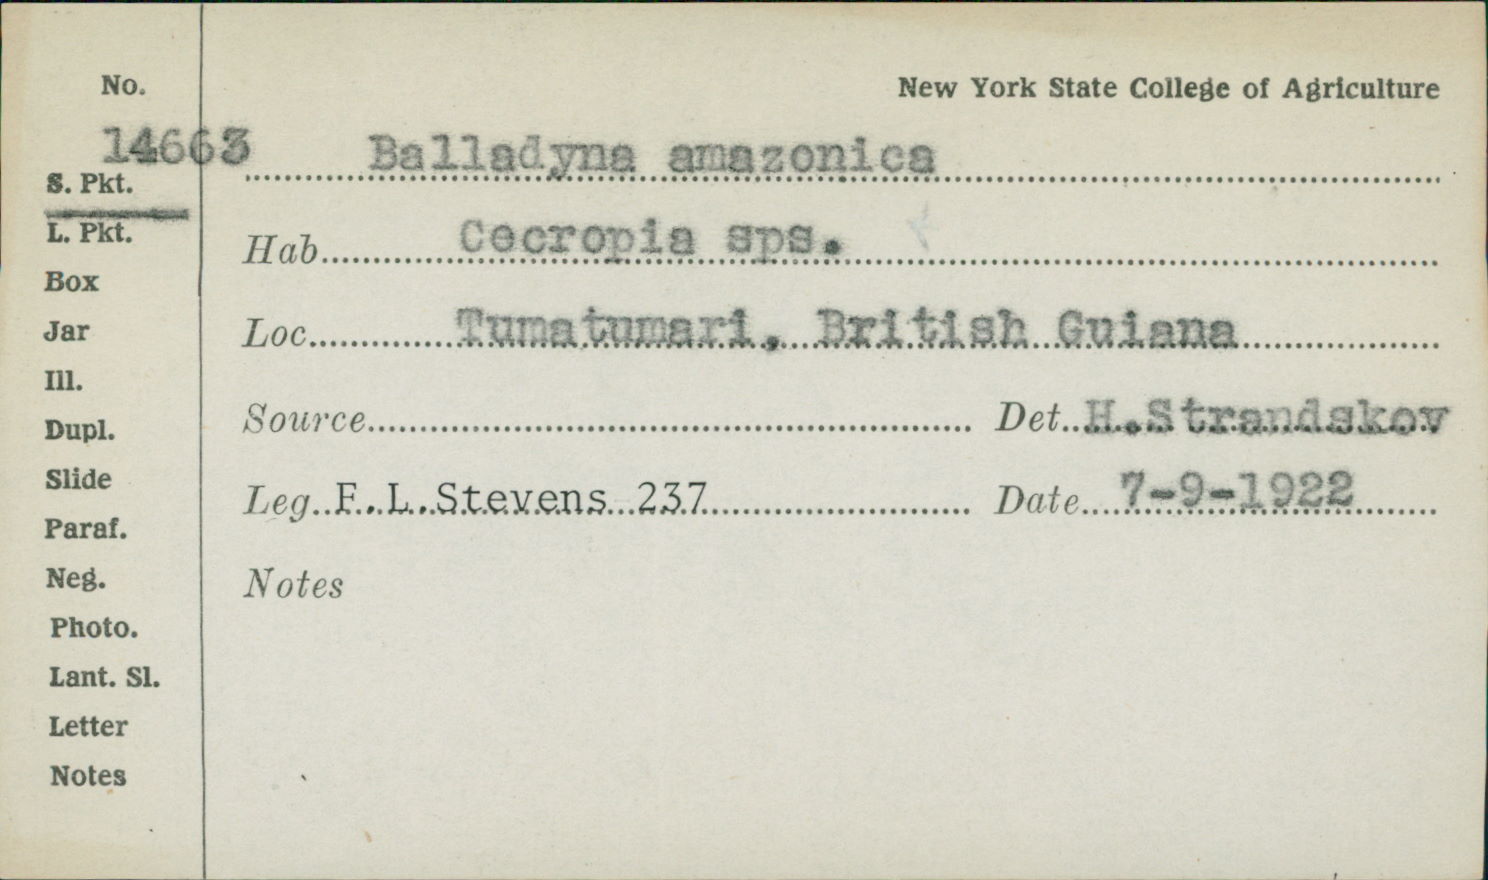 No.
New York State College of Agriculture
14663 Balladyna amazonica
S. Pkt.
L. Pkt.
Hab. Cecropia sps.
Box
Jar
Loc. Tumatumari, British Guiana
Ill.
Dupl.
Source Det. H.Strandskov
Slide
Leg. F.L.Stevens 237 Date 7-9-1922
Paraf.
Neg.
Notes
Photo.
Lant. Sl.
Letter
Notes